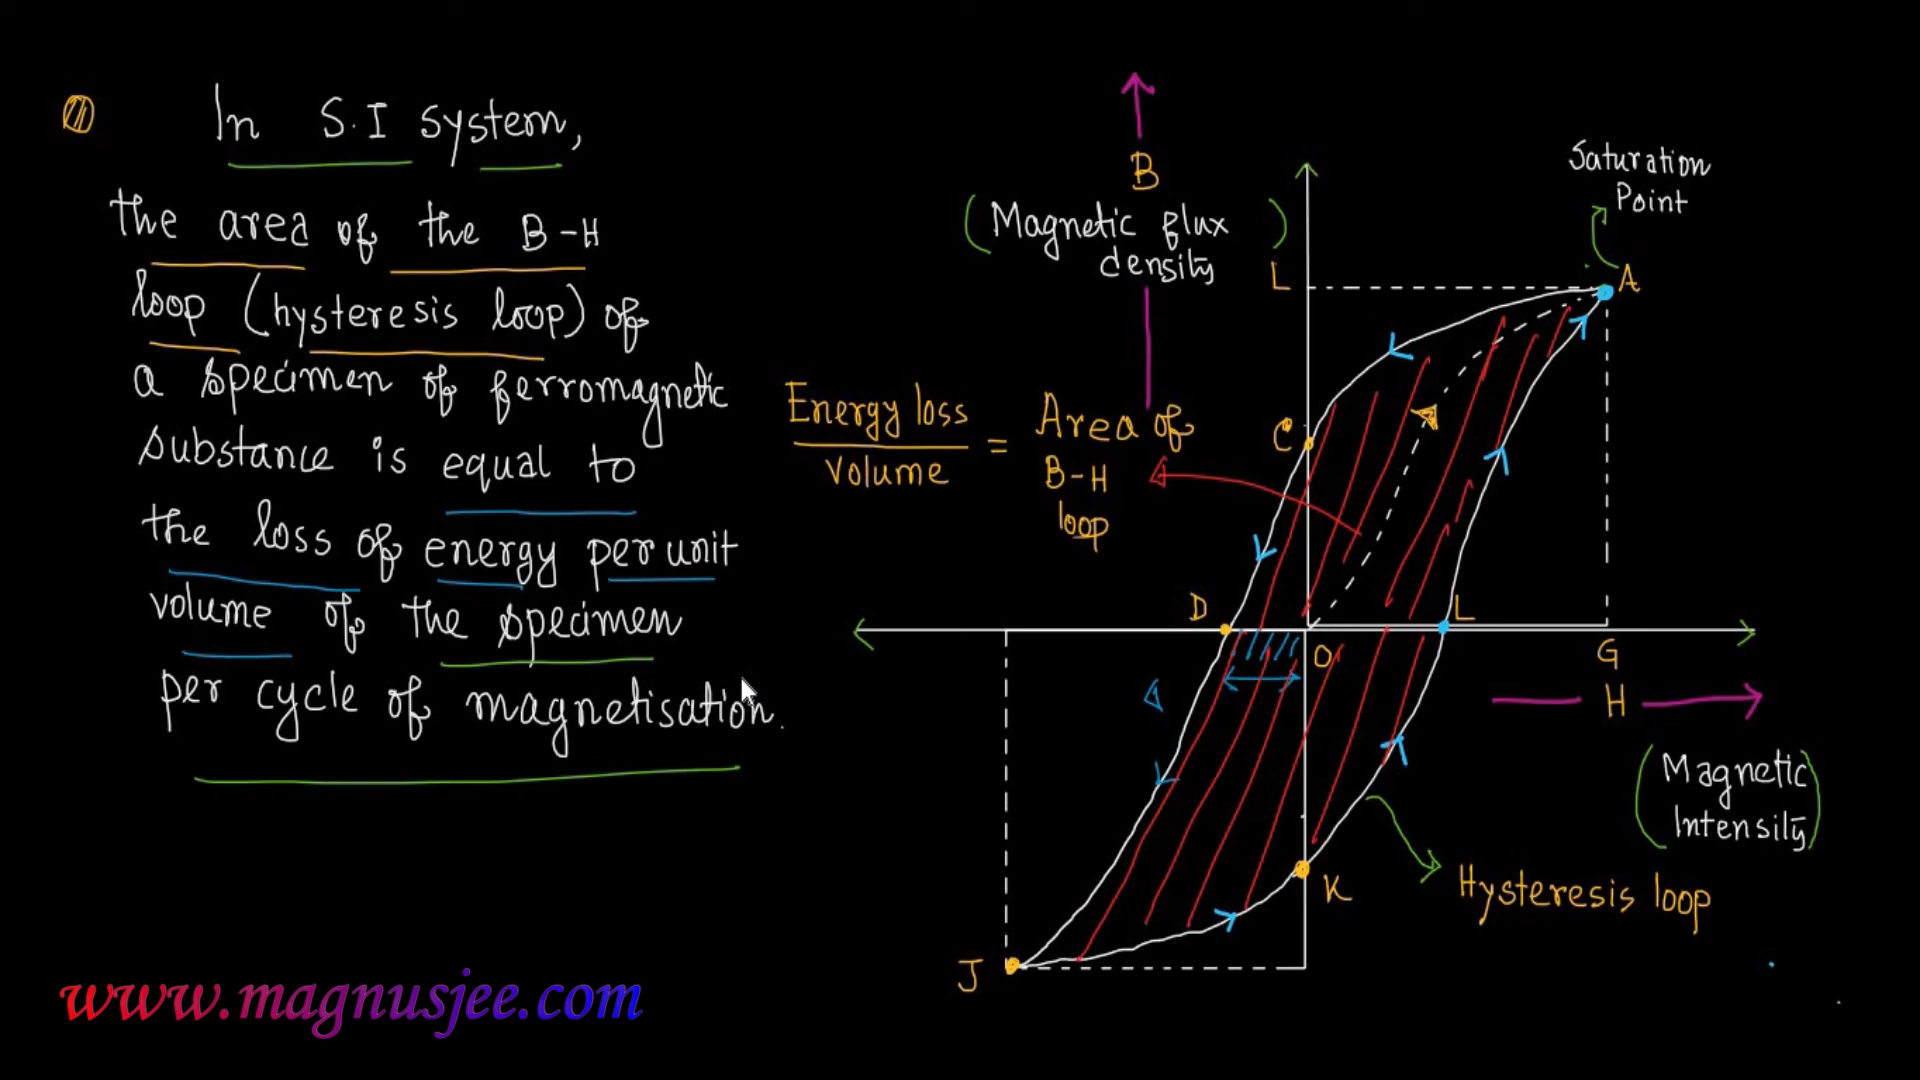 In S.I system,
the area of the B-H
loop (hysteresis loop) of
a specimen of ferromagnetic
substance is equal to
the loss of energy per unit
volume of the specimen
per cycle of magnetisation.
www.magnusjee.com
B
(Magnetic flux
density)
Energy loss
volume
=
Area of
B-H
loop
Saturation
Point
L
A
C
D
O
L
G
H
(Magnetic
Intensity)
K
Hysteresis loop
J